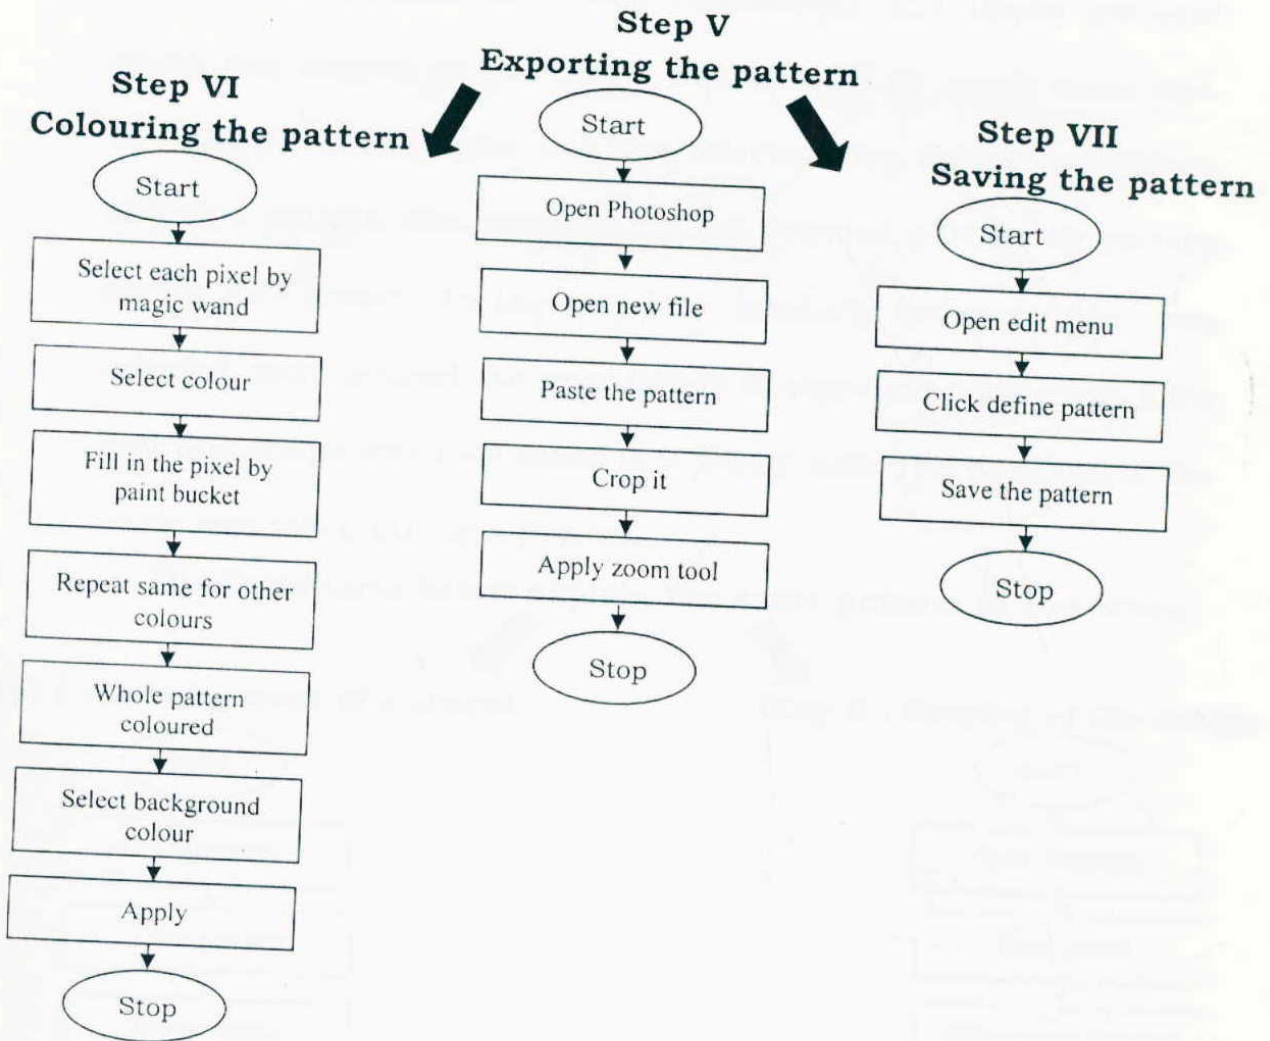 Step V
Exporting the pattern
Start
Open Photoshop
Open new file
Paste the pattern
Crop it
Apply zoom tool
Stop
Step VI
Colouring the pattern
Start
Select each pixel by
magic wand
Select colour
Fill in the pixel by
paint bucket
Repeat same for other
colours
Whole pattern
coloured
Select background
colour
Apply
Stop
Step VII
Saving the pattern
Start
Open edit menu
Click define pattern
Save the pattern
Stop